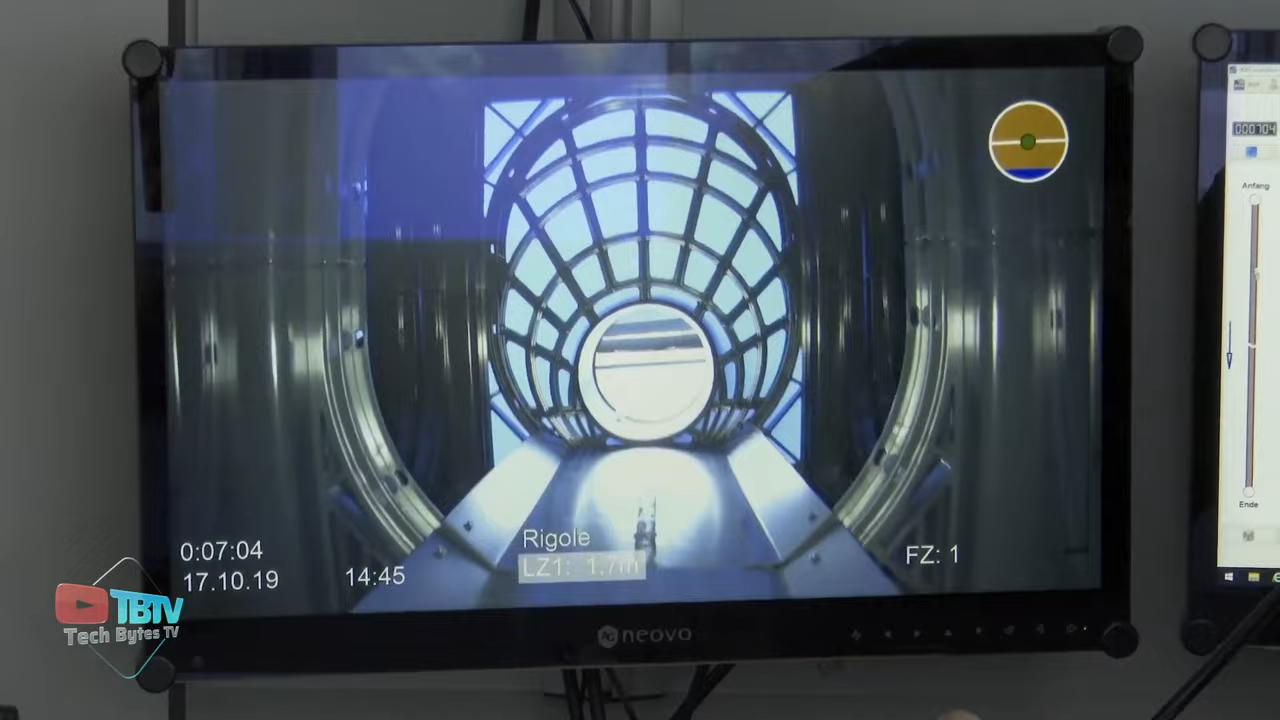 0:07:04
17.10.19
14:45
Rigole
LZ1: 1.7m
FZ: 1
neovo
TBTV
Tech Bytes TV
000704
Anfang
Ende